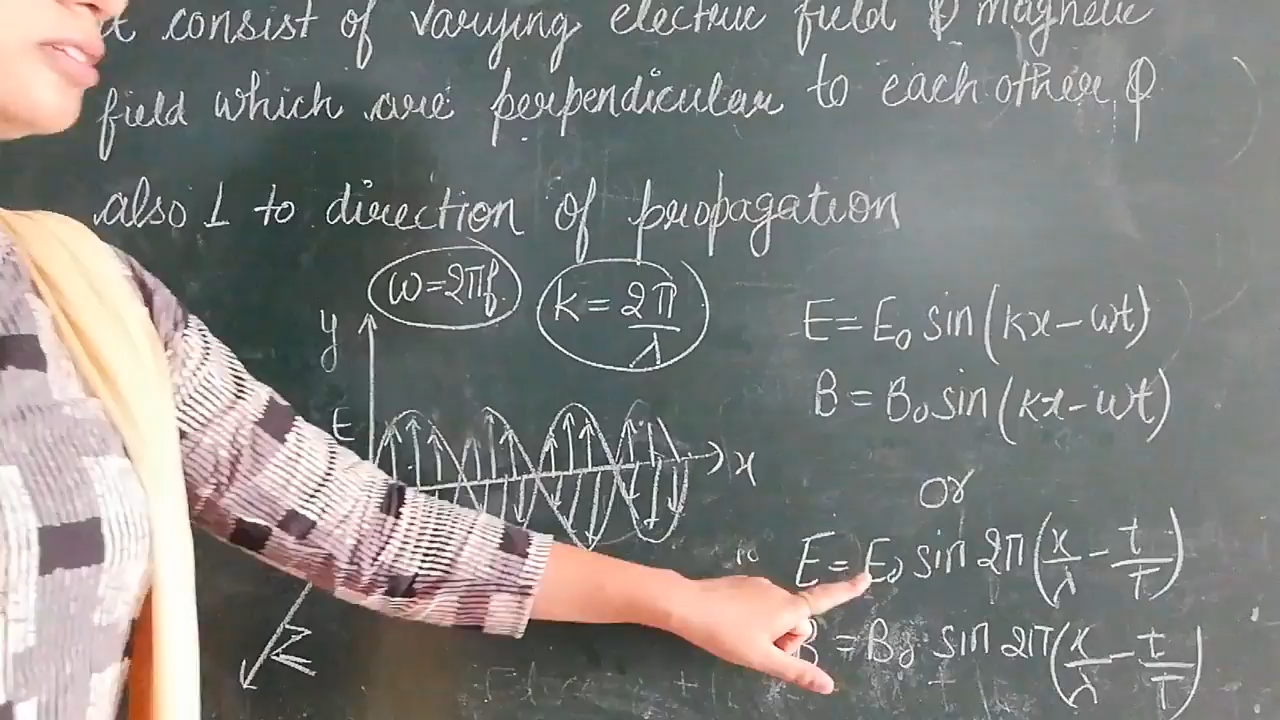 consist of varying electric field & magnetic
field which are perpendicular to each other &
also ⊥ to direction of propagation
ω=2πf
k=2π/λ
y
E = E₀ sin(kx-ωt)
B = B₀ sin(kx-ωt)
E
x
or
E = E₀ sin 2π(x/λ - t/T)
B = B₀ sin 2π(x/λ - t/T)
Z